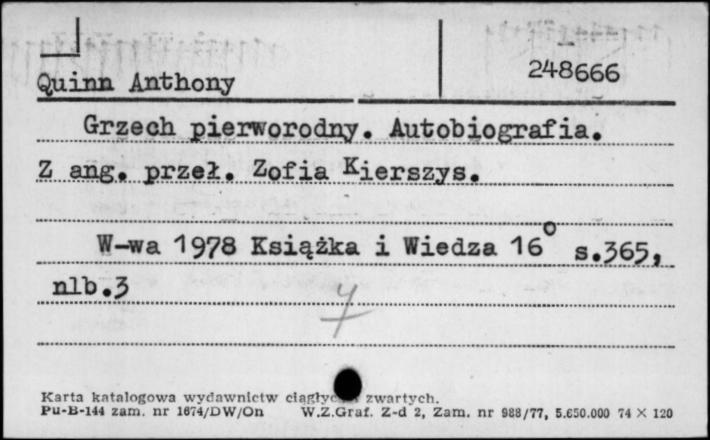 248666
Quinn Anthony
Grzech pierworodny. Autobiografia.
Z ang. przeł. Zofia Kierszys.
W-wa 1978 Książka i Wiedza 16° s.365,
nlb.3
Karta katalogowa wydawnictw zwartych.
Pu-B-144 zam. nr 1674/DW/On W.Z.Graf. Z-d 2, Zam. nr 988/77, 5.650.000 74 × 120